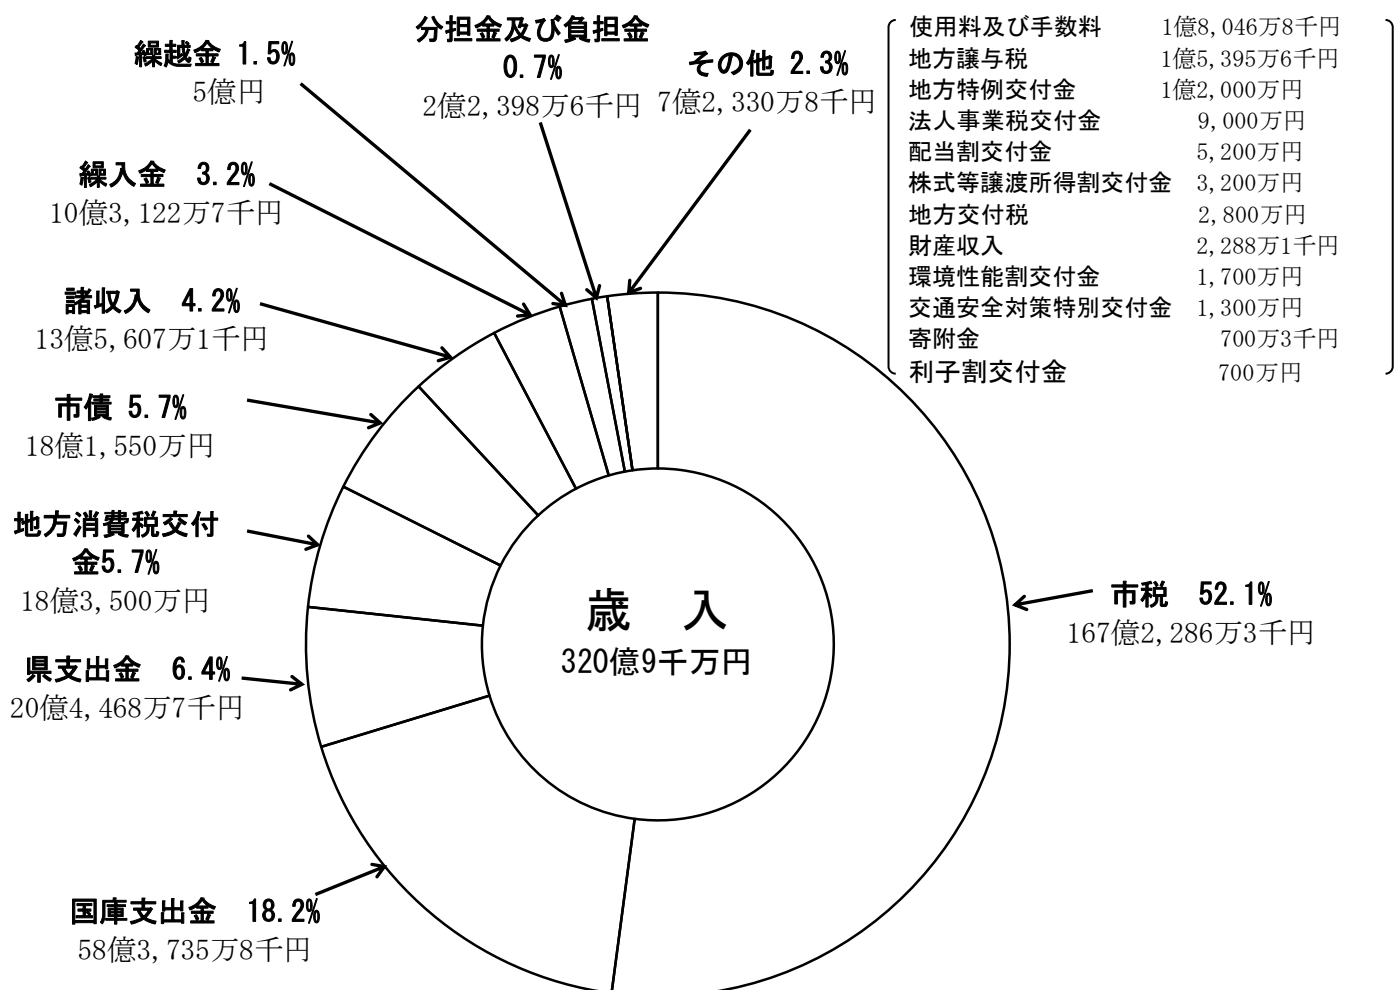 繰越金 1.5%
5億円
分担金及び負担金
0.7%
2億2,398万6千円
その他 2.3%
7億2,330万8千円
使用料及び手数料 1億8,046万8千円
地方譲与税 1億5,395万6千円
地方特例交付金 1億2,000万円
法人事業税交付金 9,000万円
配当割交付金 5,200万円
株式等譲渡所得割交付金 3,200万円
地方交付税 2,800万円
財産収入 2,288万1千円
環境性能割交付金 1,700万円
交通安全対策特別交付金 1,300万円
寄附金 700万3千円
利子割交付金 700万円
繰入金 3.2%
10億3,122万7千円
諸収入 4.2%
13億5,607万1千円
市債 5.7%
18億1,550万円
地方消費税交付
金5.7%
18億3,500万円
県支出金 6.4%
20億4,468万7千円
国庫支出金 18.2%
58億3,735万8千円
歳 入
320億9千万円
市税 52.1%
167億2,286万3千円